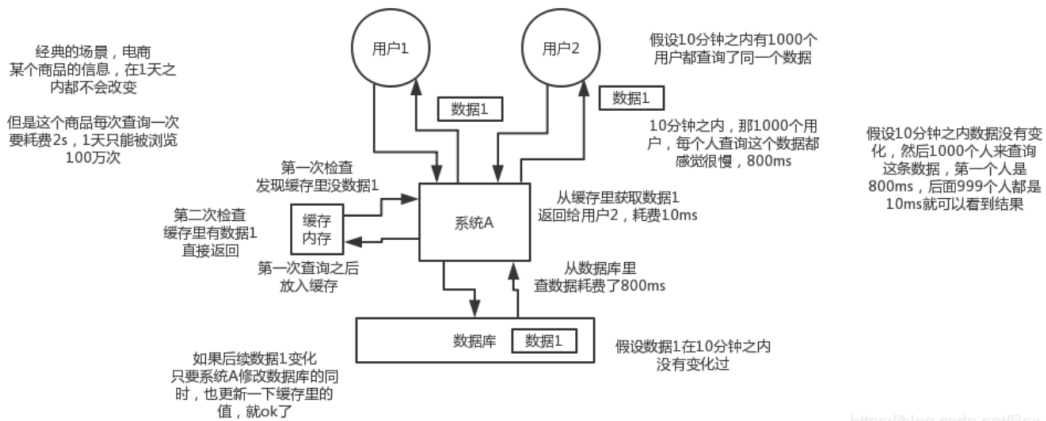 经典的场景，电商
某个商品的信息，在1天之
内都不会改变
但是这个商品每次查询一次
要耗费2s，1天只能被浏览
100万次
用户1
用户2
假设10分钟之内有1000个
用户都查询了同一个数据
数据1
数据1
10分钟之内，那1000个用
户，每个人查询这个数据都
感觉很慢，800ms
假设10分钟之内数据没有变
化，然后1000个人来查询
这条数据，第一个人是
800ms，后面999个人都是
10ms就可以看到结果
第一次检查
发现缓存里没数据1
第二次检查
缓存里有数据1
直接返回
缓存
内存
系统A
从缓存里获取数据1
返回给用户2，耗费10ms
第一次查询之后
放入缓存
从数据库里
查数据耗费了800ms
数据库
数据1
假设数据1在10分钟之内
没有变化过
如果后续数据1变化
只要系统A修改数据库的同
时，也更新一下缓存里的
值，就ok了